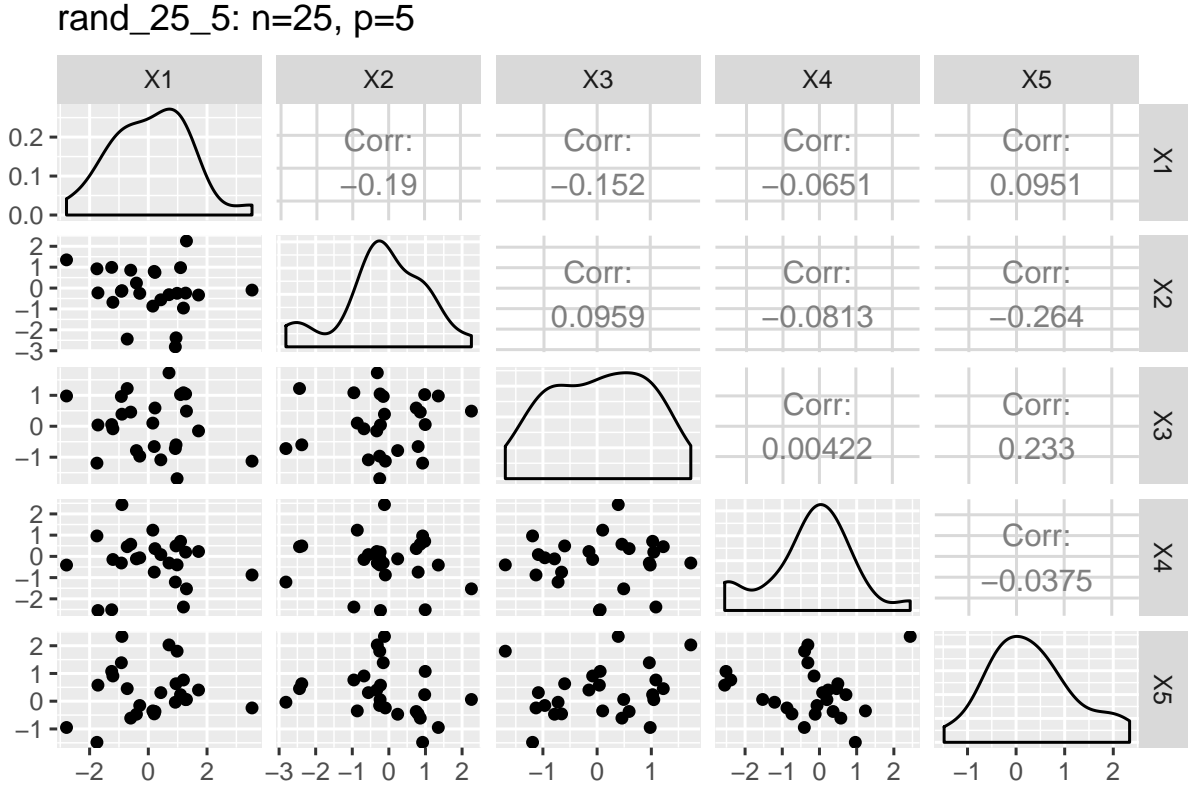 rand_25_5: n=25, p=5
X1 X2 X3 X4 X5
0.2
0.1
0.0
Corr:
−0.19
Corr:
−0.152
Corr:
−0.0651
Corr:
0.0951
X1
2
1
0
−1
−2
−3
Corr:
0.0959
Corr:
−0.0813
Corr:
−0.264
X2
1
0
−1
Corr:
0.00422
Corr:
0.233
X3
2
1
0
−1
−2
Corr:
−0.0375
X4
2
1
0
−1
X5
−2 0 2 −3 −2 −1 0 1 2 −1 0 1 −2 −1 0 1 2 −1 0 1 2